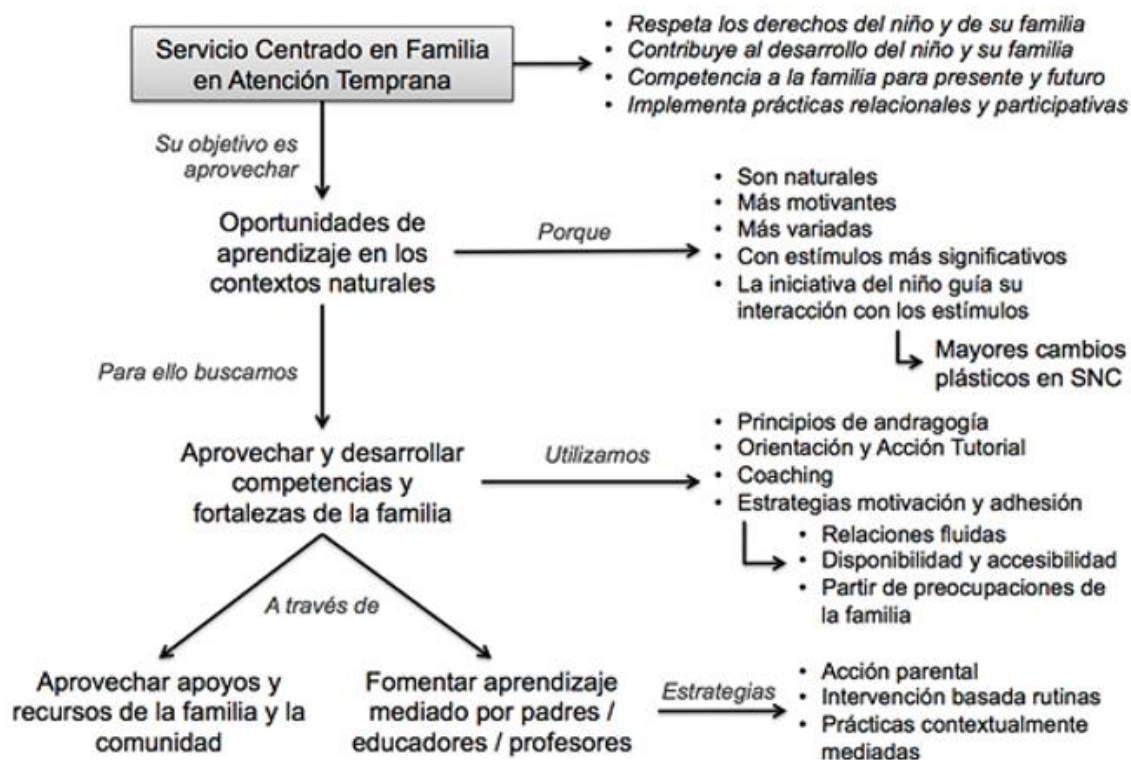 Servicio Centrado en Familia
en Atención Temprana
• Respeta los derechos del niño y de su familia
• Contribuye al desarrollo del niño y su familia
• Competencia a la familia para presente y futuro
• Implementa prácticas relacionales y participativas
Su objetivo es
aprovechar
Oportunidades de
aprendizaje en los
contextos naturales
Porque
• Son naturales
• Más motivantes
• Más variadas
• Con estímulos más significativos
• La iniciativa del niño guía su
interacción con los estímulos
Mayores cambios
plásticos en SNC
Para ello buscamos
Aprovechar y desarrollar
competencias y
fortalezas de la familia
Utilizamos
• Principios de andragogía
• Orientación y Acción Tutorial
• Coaching
• Estrategias motivación y adhesión
• Relaciones fluidas
• Disponibilidad y accesibilidad
• Partir de preocupaciones de
la familia
A través de
Aprovechar apoyos y
recursos de la familia y la
comunidad
Fomentar aprendizaje
mediado por padres /
educadores / profesores
Estrategias
• Acción parental
• Intervención basada rutinas
• Prácticas contextualmente
mediadas